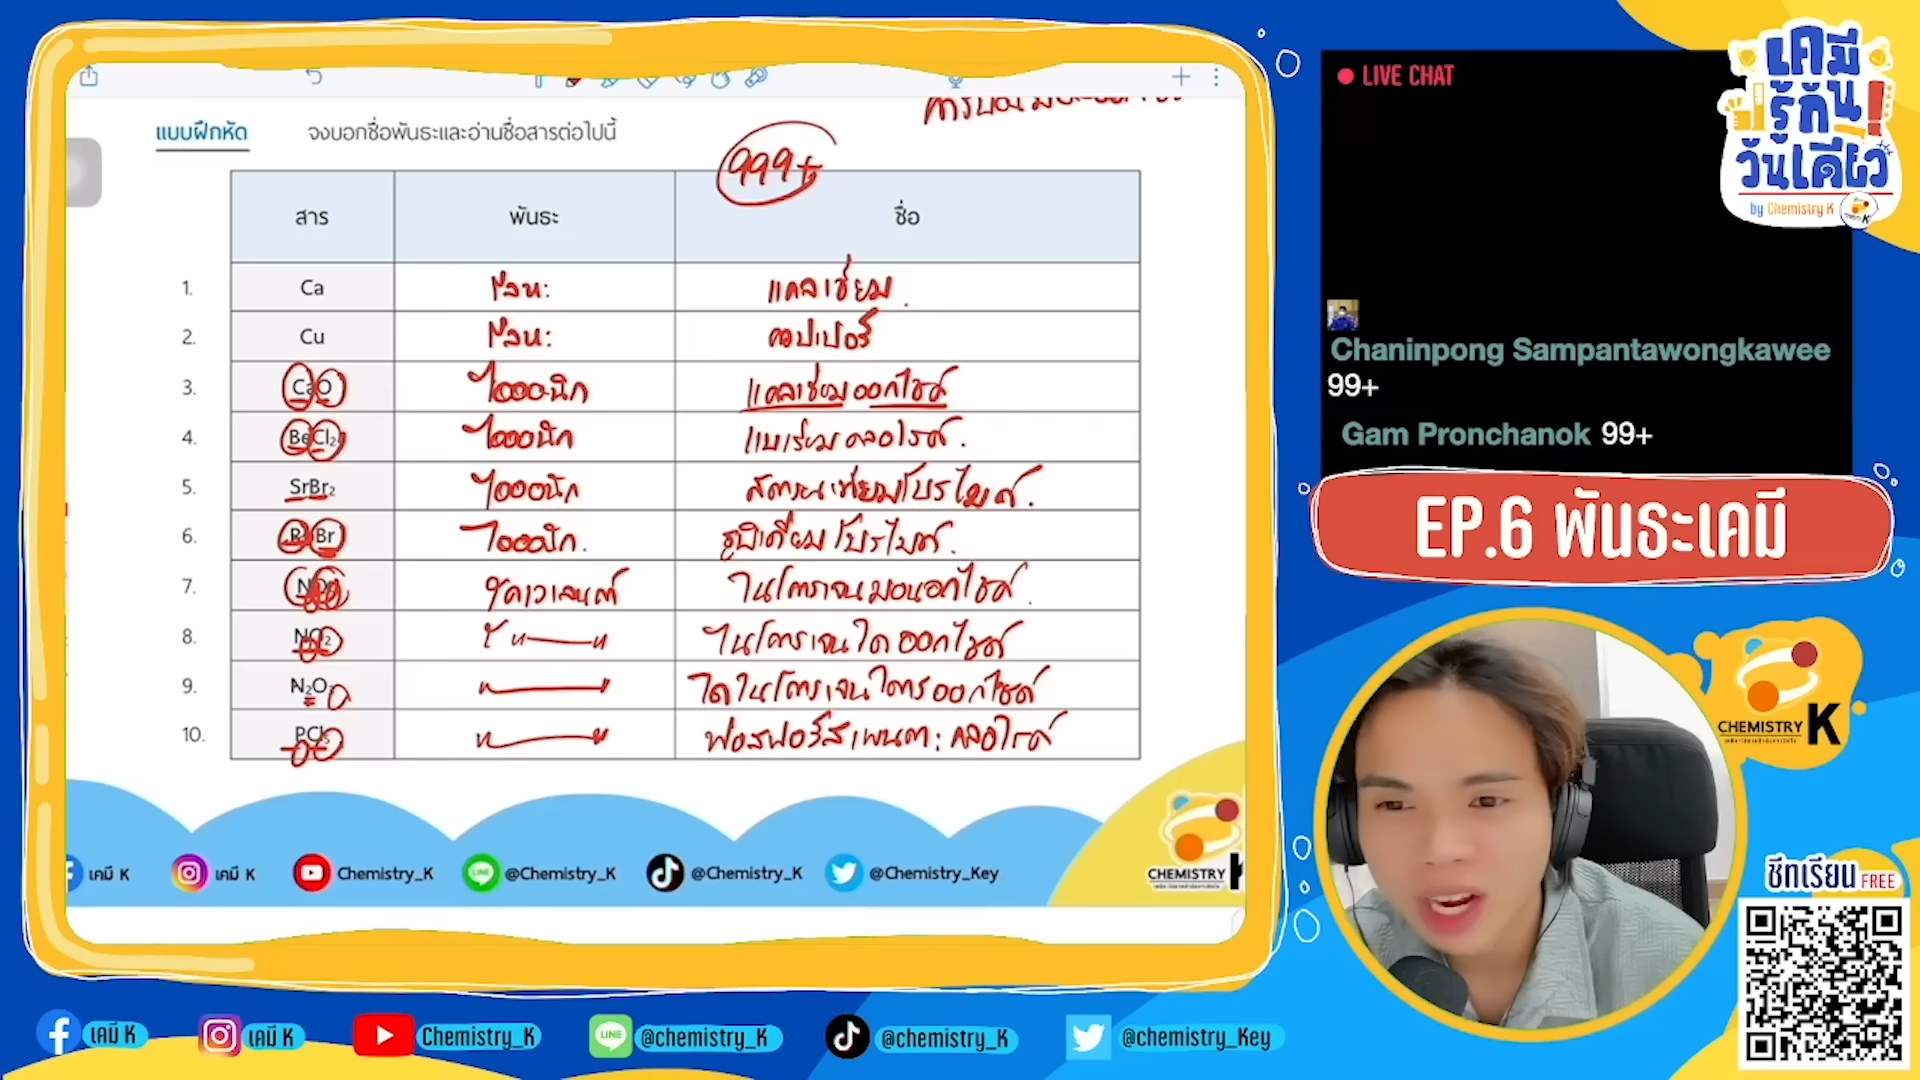 แบบฝึกหัด จงบอกชื่อพันธะและอ่านชื่อสารต่อไปนี้
999+
สาร พันธะ ชื่อ
1. Ca โลหะ แคลเซียม
2. Cu โลหะ คอปเปอร์
3. CaO ไอออนิก แคลเซียมออกไซด์
4. BeCl₂ ไอออนิก แบเรียมคลอไรด์.
5. SrBr₂ ไอออนิก สตรอนเทียมโบรไมด์.
6. ไอออนิก. รูบิเดียมโบรไมด์.
7. โคเวเลนต์ ไนโตรเจนมอนอกไซด์.
8. NO₂ ไนโตรเจนไดออกไซด์
9. N₂O₃ ไดไนโตรเจนไตรออกไซด์
10. PCl₅ ฟอสฟอรัสเพนตะคลอไรด์
เคมี K เคมี K Chemistry_K @Chemistry_K @Chemistry_K @Chemistry_Key
CHEMISTRY K
LIVE CHAT
Chaninpong Sampantawongkawee
99+
Gam Pronchanok 99+
เคมี
รู้กัน!
วันเดียว
by Chemistry K
EP.6 พันธะเคมี
CHEMISTRY K
ชีทเรียน FREE
เคมี K เคมี K Chemistry_K @chemistry_K @chemistry_K @chemistry_Key